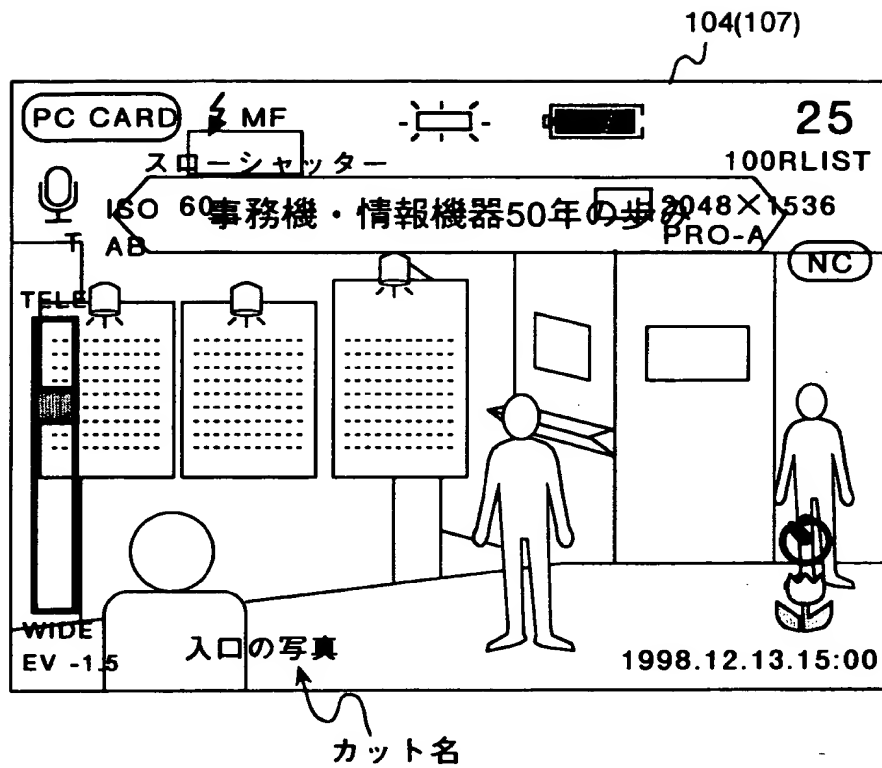 104(107)
PC CARD MF 25
スローシャッター 100RLIST
ISO 60 事務機・情報機器50年の歩み 2048×1536
T AB PRO-A
NC
TELE
WIDE
EV -1.5 入口の写真 1998.12.13.15:00
カット名